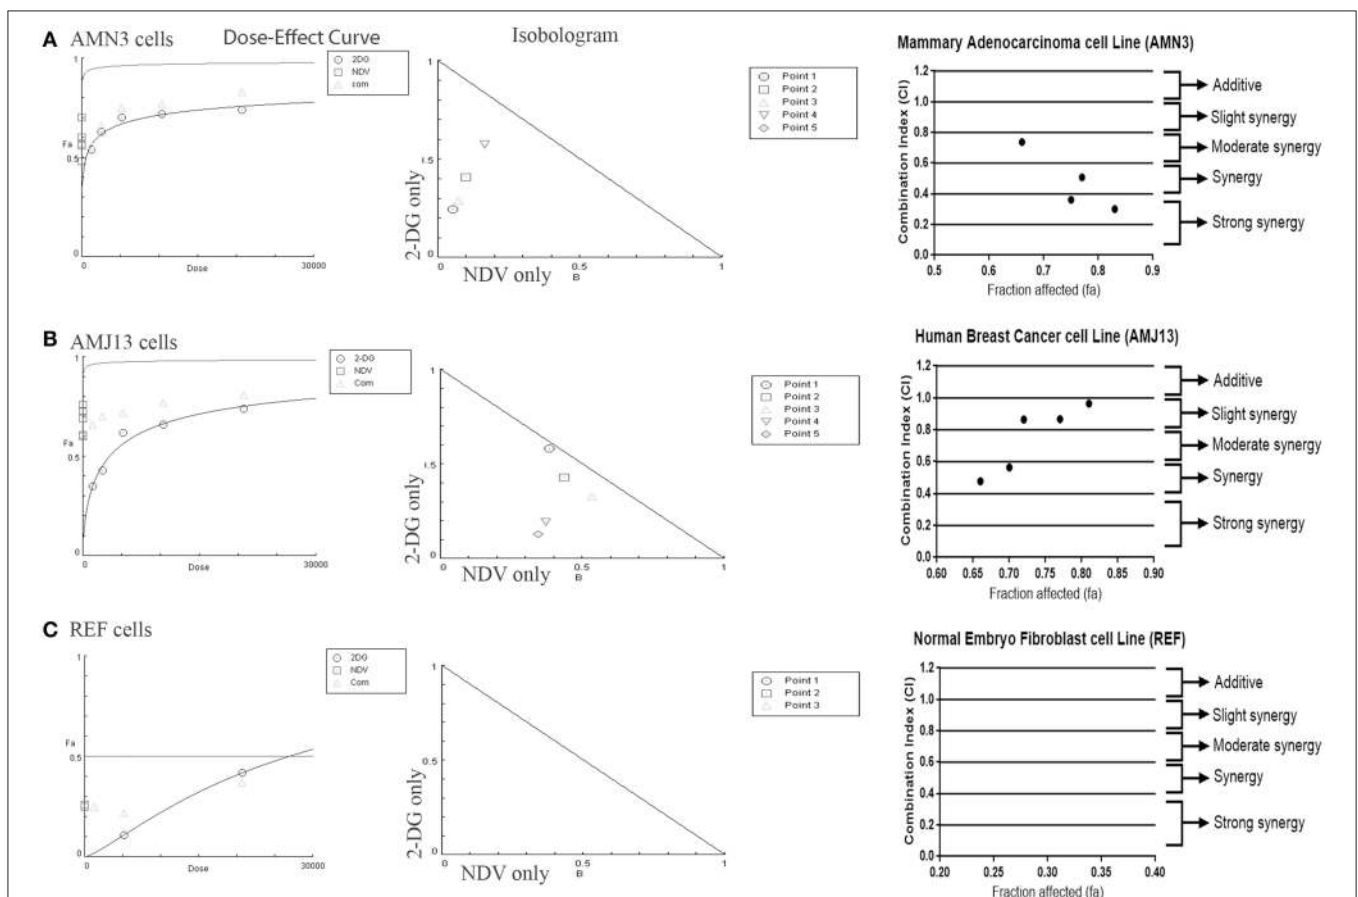 A AMN3 cells
Dose-Effect Curve
1
Fa
0.5
0
0
Dose
30000
2DG
NDV
com
Isobologram
1
0.5
0
2-DG only
0
0.5
1
B
NDV only
Point 1
Point 2
Point 3
Point 4
Point 5
Mammary Adenocarcinoma cell Line (AMN3)
Combination Index (CI)
1.2
1.0
0.8
0.6
0.4
0.2
0.0
0.5 0.6 0.7 0.8 0.9
Fraction affected (fa)
Additive
Slight synergy
Moderate synergy
Synergy
Strong synergy
B AMJ13 cells
1
Fa
0.5
0
0
Dose
30000
2-DG
NDV
Com
1
0.5
0
2-DG only
0
0.5
1
B
NDV only
Point 1
Point 2
Point 3
Point 4
Point 5
Human Breast Cancer cell Line (AMJ13)
Combination Index (CI)
1.2
1.0
0.8
0.6
0.4
0.2
0.0
0.60 0.65 0.70 0.75 0.80 0.85 0.90
Fraction affected (fa)
Additive
Slight synergy
Moderate synergy
Synergy
Strong synergy
C REF cells
1
Fa
0.5
0
0
Dose
30000
2DG
NDV
Com
1
0.5
0
2-DG only
0
0.5
1
B
NDV only
Point 1
Point 2
Point 3
Normal Embryo Fibroblast cell Line (REF)
Combination Index (CI)
1.2
1.0
0.8
0.6
0.4
0.2
0.0
0.20 0.25 0.30 0.35 0.40
Fraction affected (fa)
Additive
Slight synergy
Moderate synergy
Synergy
Strong synergy